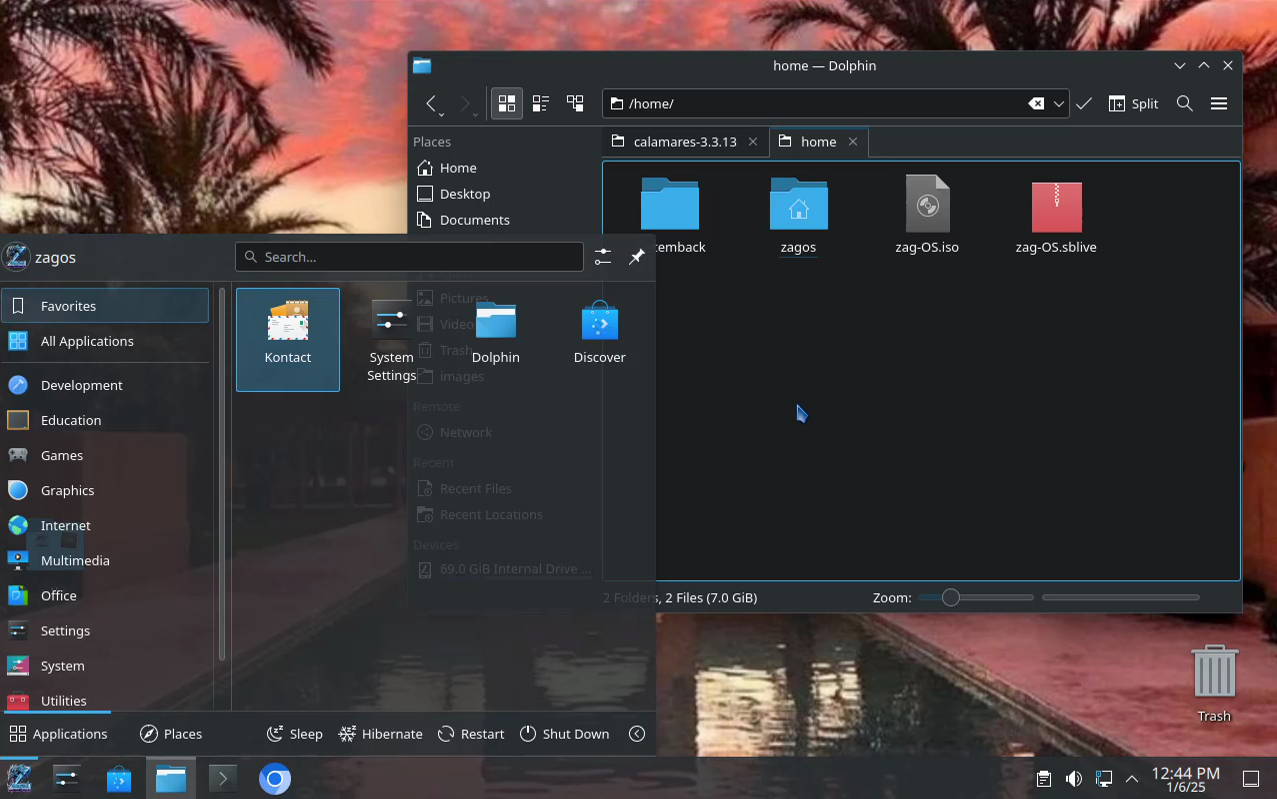 home — Dolphin
/home/
Split
Places
calamares-3.3.13
home
Home
Desktop
Documents
zagos
zag-OS.iso
zag-OS.sblive
zagos
Search...
Favorites
All Applications
Development
Education
Games
Graphics
Internet
Multimedia
Office
Settings
System
Utilities
Kontact
System
Settings
Dolphin
Discover
Pictures
Trash
images
Remote
Network
Recent
Recent Files
Recent Locations
Devices
69.0 GiB Internal Drive ...
2 Folders, 2 Files (7.0 GiB)
Zoom:
Trash
Applications
Places
Sleep
Hibernate
Restart
Shut Down
12:44 PM
1/6/25